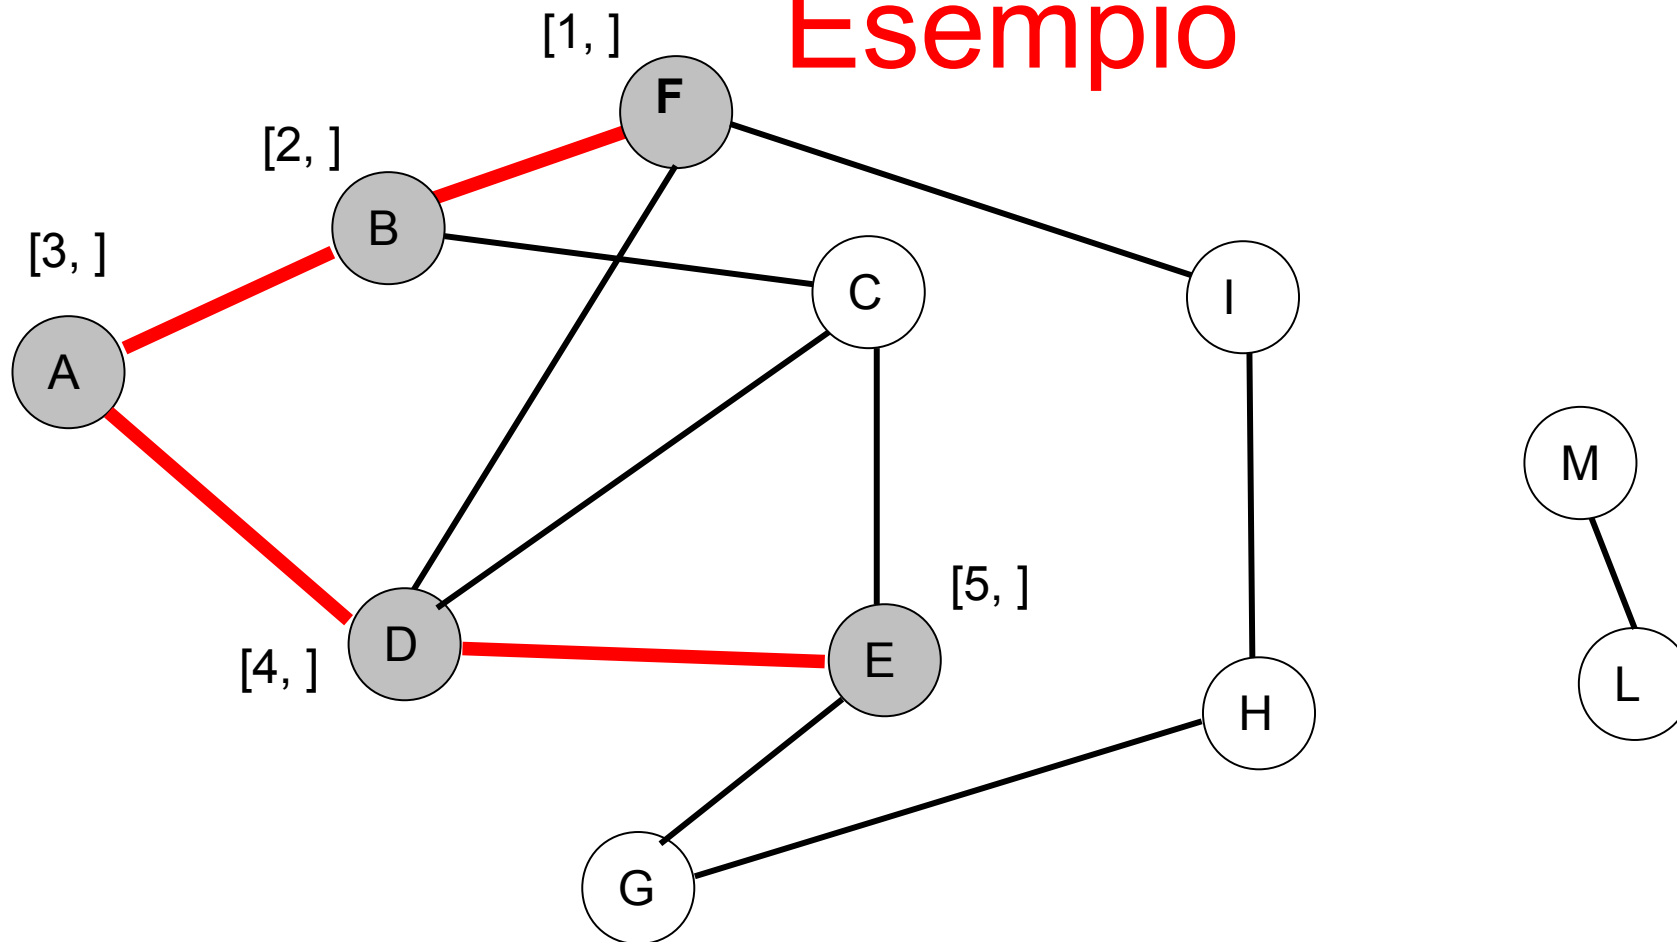 Esempio
[1, ]
F
[2, ]
B
[3, ]
C
I
A
M
[5, ]
D
E
[4, ]
L
H
G